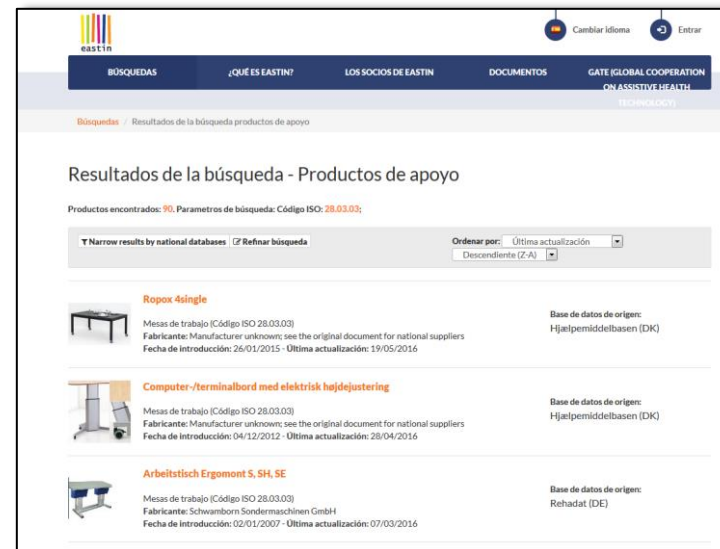 eastin
Cambiar idioma
Entrar
BÚSQUEDAS
¿QUÉ ES EASTIN?
LOS SOCIOS DE EASTIN
DOCUMENTOS
GATE (GLOBAL COOPERATION
ON ASSISTIVE HEALTH
TECHNOLOGY)
Búsquedas / Resultados de la búsqueda productos de apoyo
Resultados de la búsqueda - Productos de apoyo
Productos encontrados: 90. Parametros de búsqueda: Código ISO: 28.03.03;
Narrow results by national databases Refinar búsqueda
Ordenar por: Última actualización
Descendiente (Z-A)
Ropox 4single
Mesas de trabajo (Código ISO 28.03.03)
Fabricante: Manufacturer unknown; see the original document for national suppliers
Fecha de introducción: 26/01/2015 - Última actualización: 19/05/2016
Base de datos de origen:
Hjælpemiddelbasen (DK)
Computer-/terminalbord med elektrisk højdejustering
Mesas de trabajo (Código ISO 28.03.03)
Fabricante: Manufacturer unknown; see the original document for national suppliers
Fecha de introducción: 04/12/2012 - Última actualización: 28/04/2016
Base de datos de origen:
Hjælpemiddelbasen (DK)
Arbeitstisch Ergomont S, SH, SE
Mesas de trabajo (Código ISO 28.03.03)
Fabricante: Schwamborn Sondermaschinen GmbH
Fecha de introducción: 02/01/2007 - Última actualización: 07/03/2016
Base de datos de origen:
Rehadat (DE)